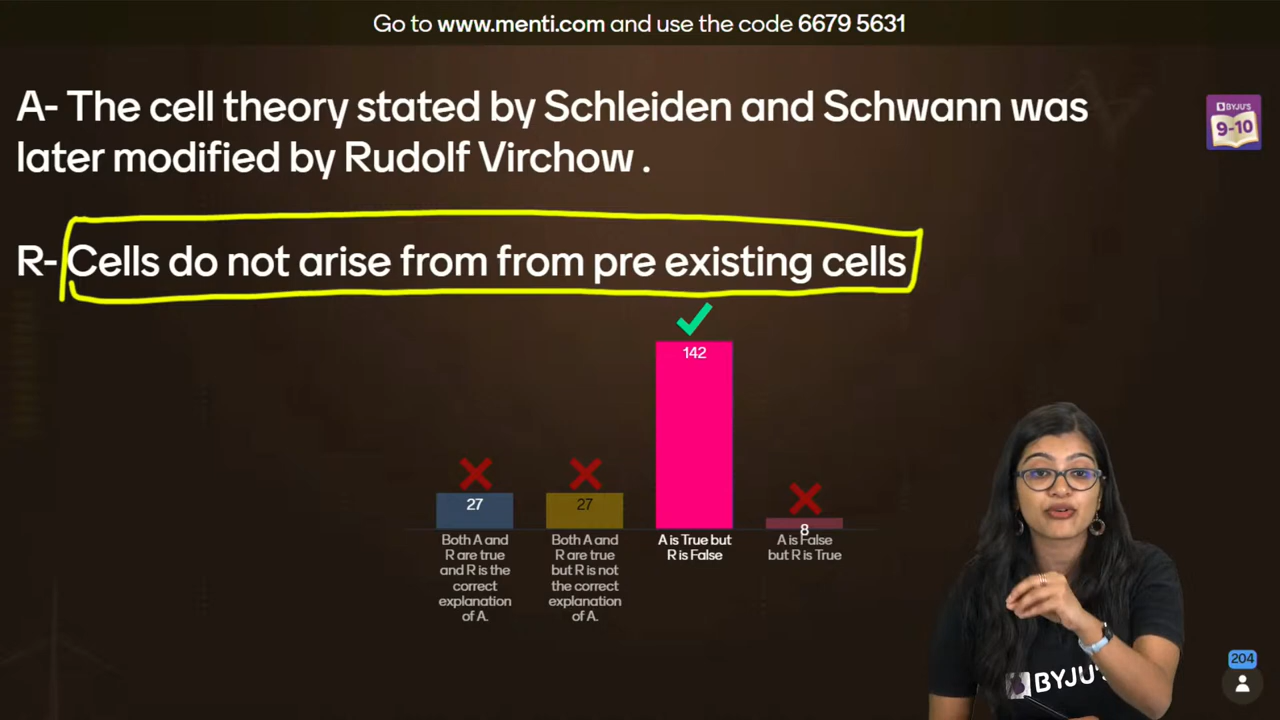 Go to www.menti.com and use the code 6679 5631
A- The cell theory stated by Schleiden and Schwann was
later modified by Rudolf Virchow .
BYJU'S
9-10
R- Cells do not arise from from pre existing cells
142
27
27
8
Both A and
R are true
and R is the
correct
explanation
of A.
Both A and
R are true
but R is not
the correct
explanation
of A.
A is True but
R is False
A is False
but R is True
BYJU'S
204